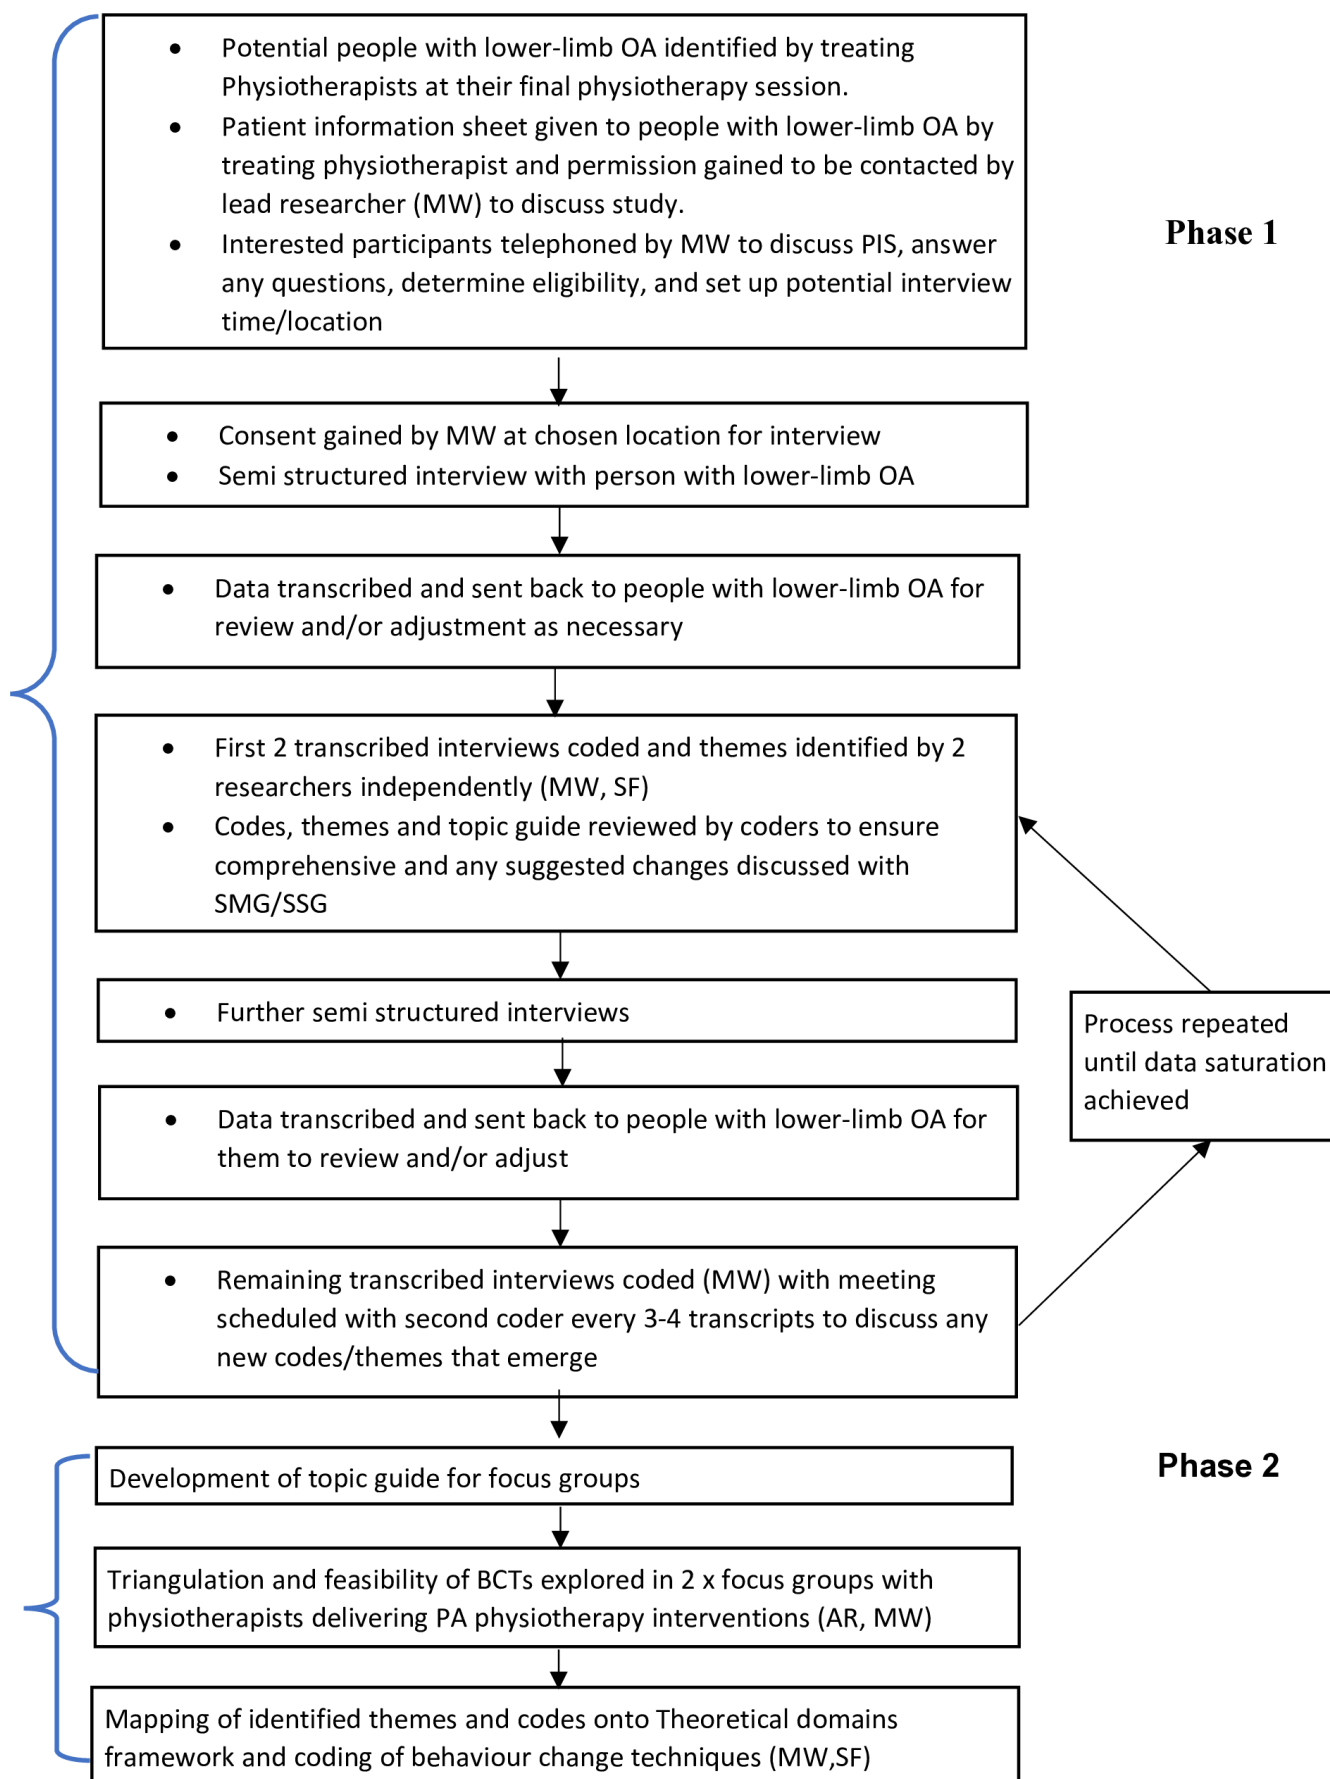 • Potential people with lower-limb OA identified by treating
Physiotherapists at their final physiotherapy session.
• Patient information sheet given to people with lower-limb OA by
treating physiotherapist and permission gained to be contacted by
lead researcher (MW) to discuss study.
• Interested participants telephoned by MW to discuss PIS, answer
any questions, determine eligibility, and set up potential interview
time/location
Phase 1
• Consent gained by MW at chosen location for interview
• Semi structured interview with person with lower-limb OA
• Data transcribed and sent back to people with lower-limb OA for
review and/or adjustment as necessary
• First 2 transcribed interviews coded and themes identified by 2
researchers independently (MW, SF)
• Codes, themes and topic guide reviewed by coders to ensure
comprehensive and any suggested changes discussed with
SMG/SSG
• Further semi structured interviews
Process repeated
until data saturation
achieved
• Data transcribed and sent back to people with lower-limb OA for
them to review and/or adjust
• Remaining transcribed interviews coded (MW) with meeting
scheduled with second coder every 3-4 transcripts to discuss any
new codes/themes that emerge
Phase 2
Development of topic guide for focus groups
Triangulation and feasibility of BCTs explored in 2 x focus groups with
physiotherapists delivering PA physiotherapy interventions (AR, MW)
Mapping of identified themes and codes onto Theoretical domains
framework and coding of behaviour change techniques (MW,SF)